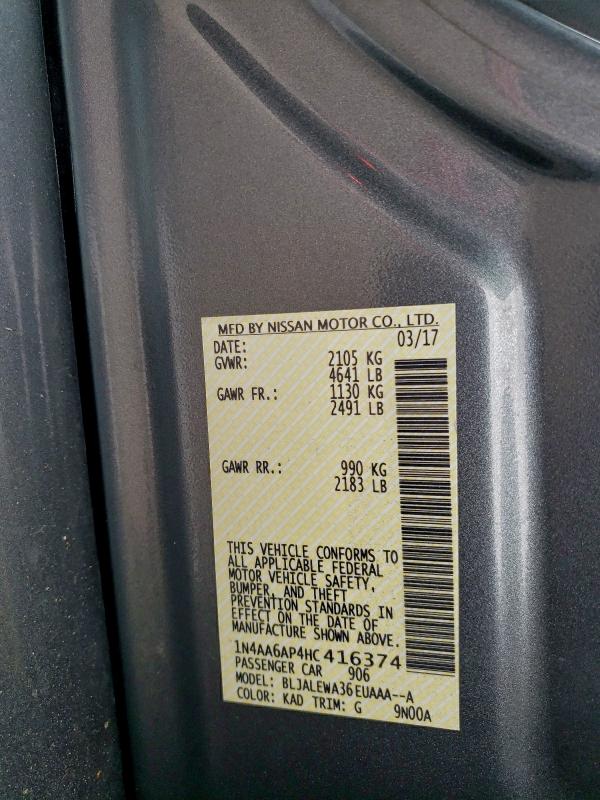 MFD BY NISSAN MOTOR CO., LTD.
DATE: 03/17
GVWR: 2105 KG
4641 LB
GAWR FR.: 1130 KG
2491 LB
GAWR RR.: 990 KG
2183 LB
THIS VEHICLE CONFORMS TO
ALL APPLICABLE FEDERAL
MOTOR VEHICLE SAFETY,
BUMPER, AND THEFT
PREVENTION STANDARDS IN
EFFECT ON THE DATE OF
MANUFACTURE SHOWN ABOVE.
1N4AA6AP4HC416374
PASSENGER CAR 906
MODEL: BLJALEWA36EUAAA--A
COLOR: KAD TRIM: G 9N00A